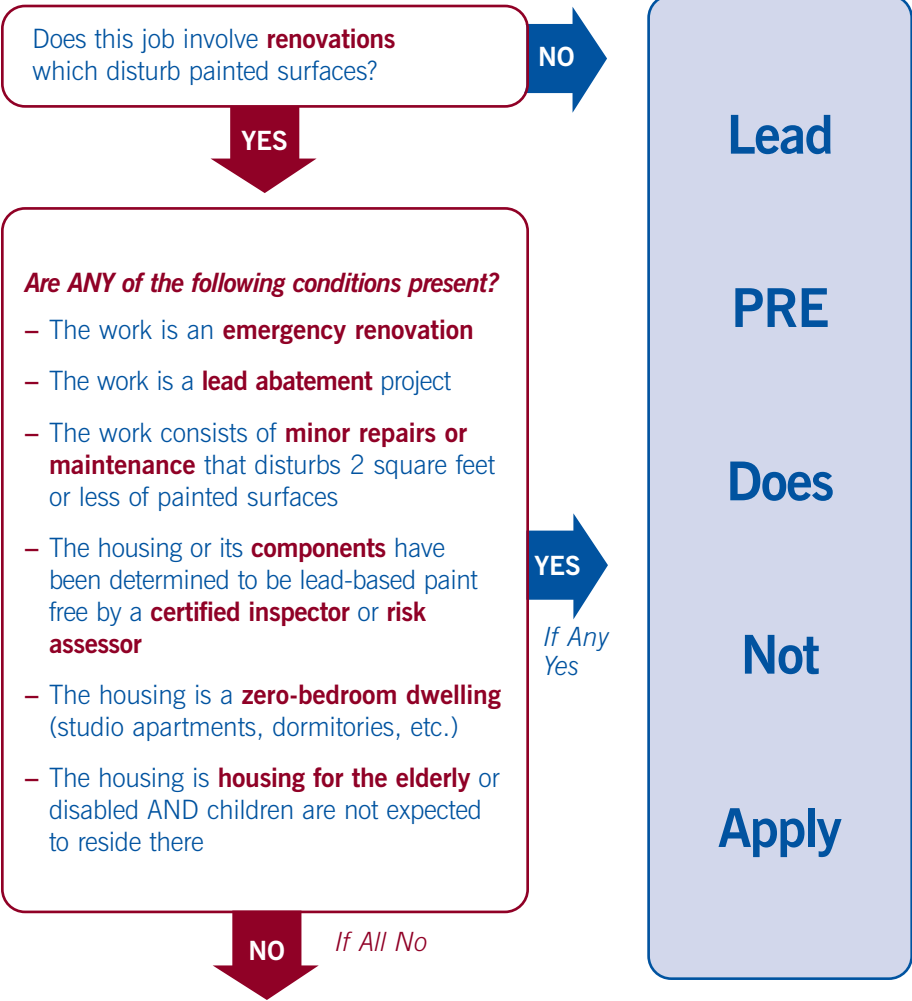 Does this job involve renovations
which disturb painted surfaces?
NO
YES
Are ANY of the following conditions present?
– The work is an emergency renovation
– The work is a lead abatement project
– The work consists of minor repairs or
maintenance that disturbs 2 square feet
or less of painted surfaces
– The housing or its components have
been determined to be lead-based paint
free by a certified inspector or risk
assessor
– The housing is a zero-bedroom dwelling
(studio apartments, dormitories, etc.)
– The housing is housing for the elderly or
disabled AND children are not expected
to reside there
YES
If Any
Yes
NO
If All No
Lead
PRE
Does
Not
Apply